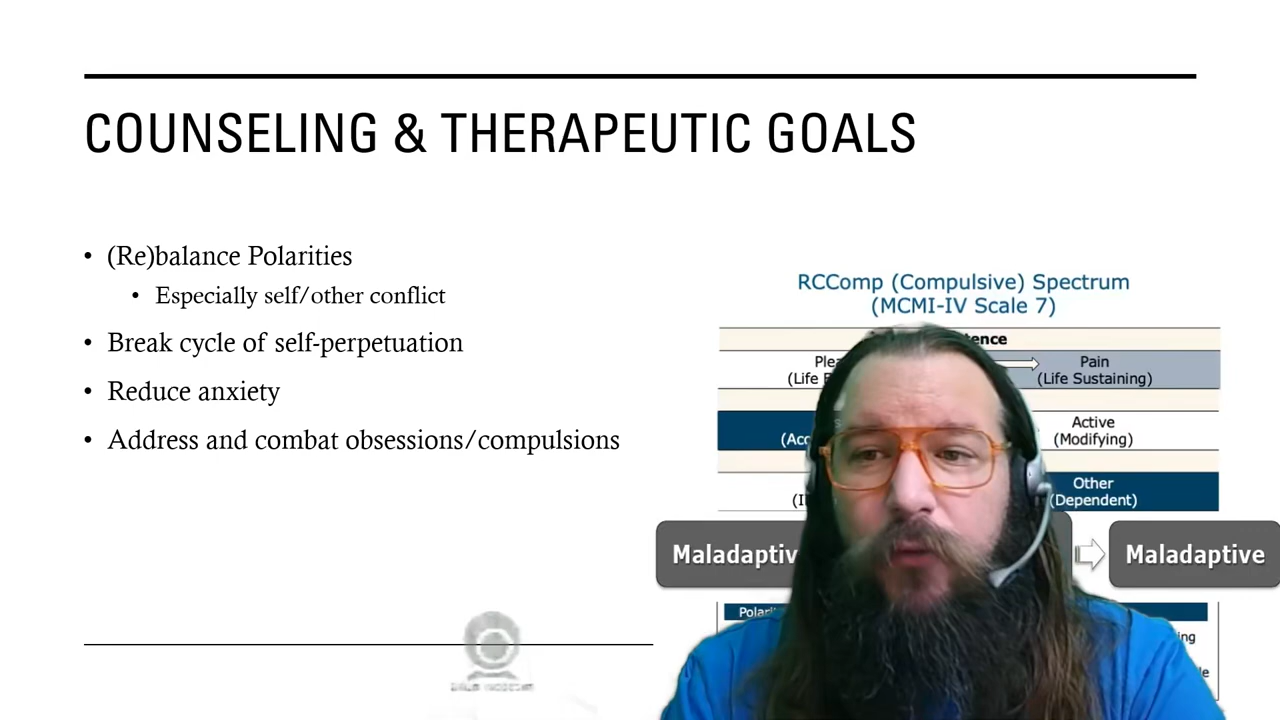 COUNSELING & THERAPEUTIC GOALS
• (Re)balance Polarities
• Especially self/other conflict
• Break cycle of self-perpetuation
• Reduce anxiety
• Address and combat obsessions/compulsions
RCComp (Compulsive) Spectrum
(MCMI-IV Scale 7)
Pain
(Life Sustaining)
Active
(Modifying)
Other
(Dependent)
Maladaptive